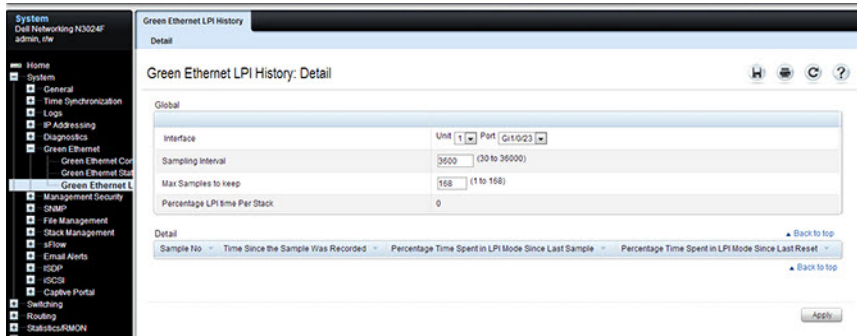 System
Dell Networking N3024F
admin, r/w
Home
System
General
Time Synchronization
Logs
IP Addressing
Diagnostics
Green Ethernet
Green Ethernet Con
Green Ethernet Stat
Green Ethernet L
Management Security
SNMP
File Management
Stack Management
sFlow
Email Alerts
ISDP
iSCSI
Captive Portal
Switching
Routing
Statistics/RMON
Green Ethernet LPI History
Detail
Green Ethernet LPI History: Detail
Global
Interface Unit 1 Port Gi1/0/23
Sampling Interval 3600 (30 to 36000)
Max Samples to keep 168 (1 to 168)
Percentage LPI time Per Stack 0
Detail Back to top
Sample No Time Since the Sample Was Recorded Percentage Time Spent in LPI Mode Since Last Sample Percentage Time Spent in LPI Mode Since Last Reset
Back to top
Apply